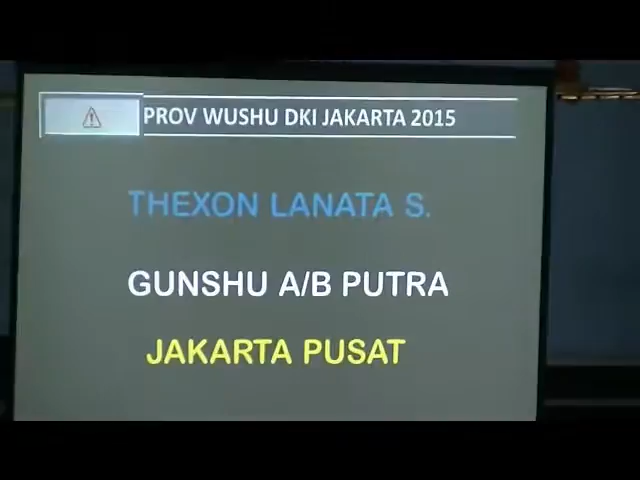 PROV WUSHU DKI JAKARTA 2015
THEXON LANATA S.
GUNSHU A/B PUTRA
JAKARTA PUSAT